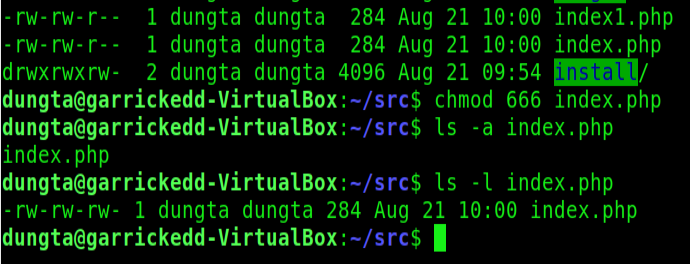 -rw-rw-r-- 1 dungta dungta 284 Aug 21 10:00 index1.php
-rw-rw-r-- 1 dungta dungta 284 Aug 21 10:00 index.php
drwxrwxrw- 2 dungta dungta 4096 Aug 21 09:54 install/
dungta@garrickedd-VirtualBox:~/src$ chmod 666 index.php
dungta@garrickedd-VirtualBox:~/src$ ls -a index.php
index.php
dungta@garrickedd-VirtualBox:~/src$ ls -l index.php
-rw-rw-rw- 1 dungta dungta 284 Aug 21 10:00 index.php
dungta@garrickedd-VirtualBox:~/src$